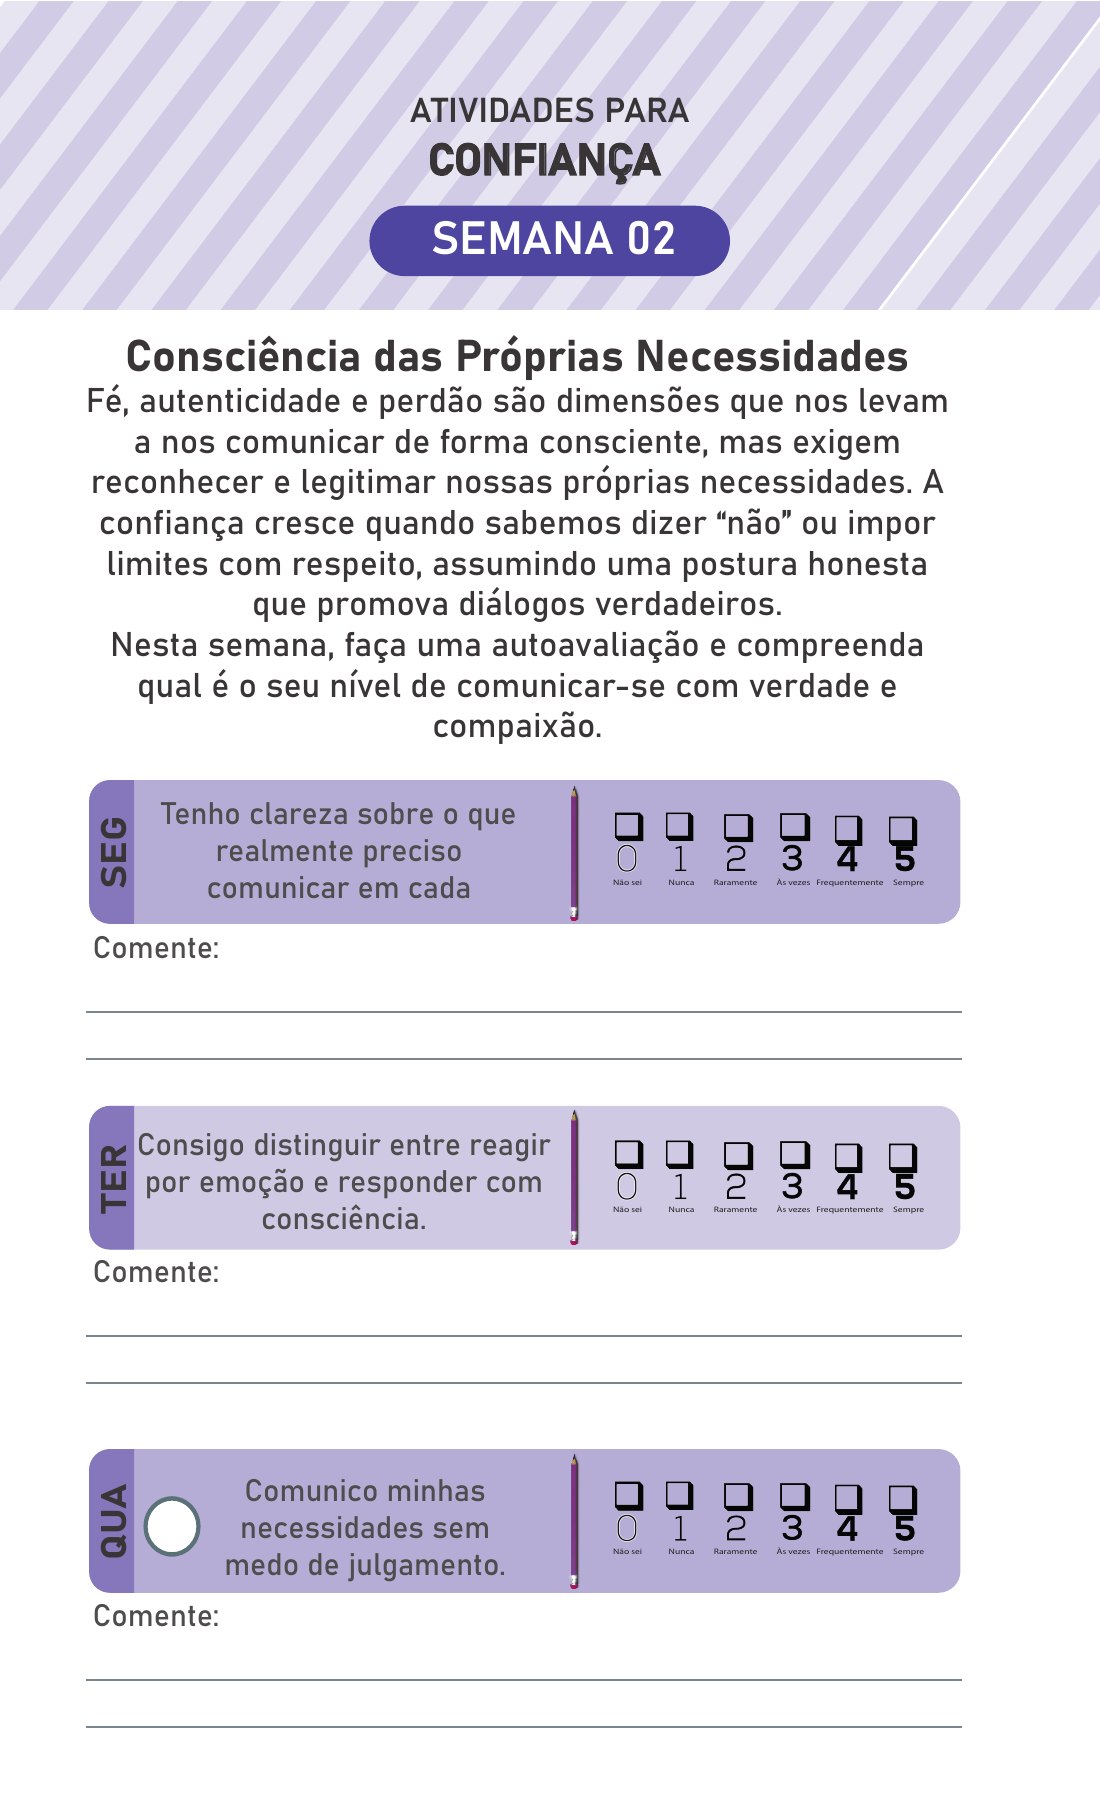 ATIVIDADES PARA
CONFIANÇA
SEMANA 02
Consciência das Próprias Necessidades
Fé, autenticidade e perdão são dimensões que nos levam
a nos comunicar de forma consciente, mas exigem
reconhecer e legitimar nossas próprias necessidades. A
confiança cresce quando sabemos dizer “não” ou impor
limites com respeito, assumindo uma postura honesta
que promova diálogos verdadeiros.
Nesta semana, faça uma autoavaliação e compreenda
qual é o seu nível de comunicar-se com verdade e
compaixão.
SEG
Tenho clareza sobre o que
realmente preciso
comunicar em cada
0 1 2 3 4 5
Não sei Nunca Raramente Às vezes Frequentemente Sempre
Comente:
TER
Consigo distinguir entre reagir
por emoção e responder com
consciência.
0 1 2 3 4 5
Não sei Nunca Raramente Às vezes Frequentemente Sempre
Comente:
QUA
Comunico minhas
necessidades sem
medo de julgamento.
0 1 2 3 4 5
Não sei Nunca Raramente Às vezes Frequentemente Sempre
Comente: